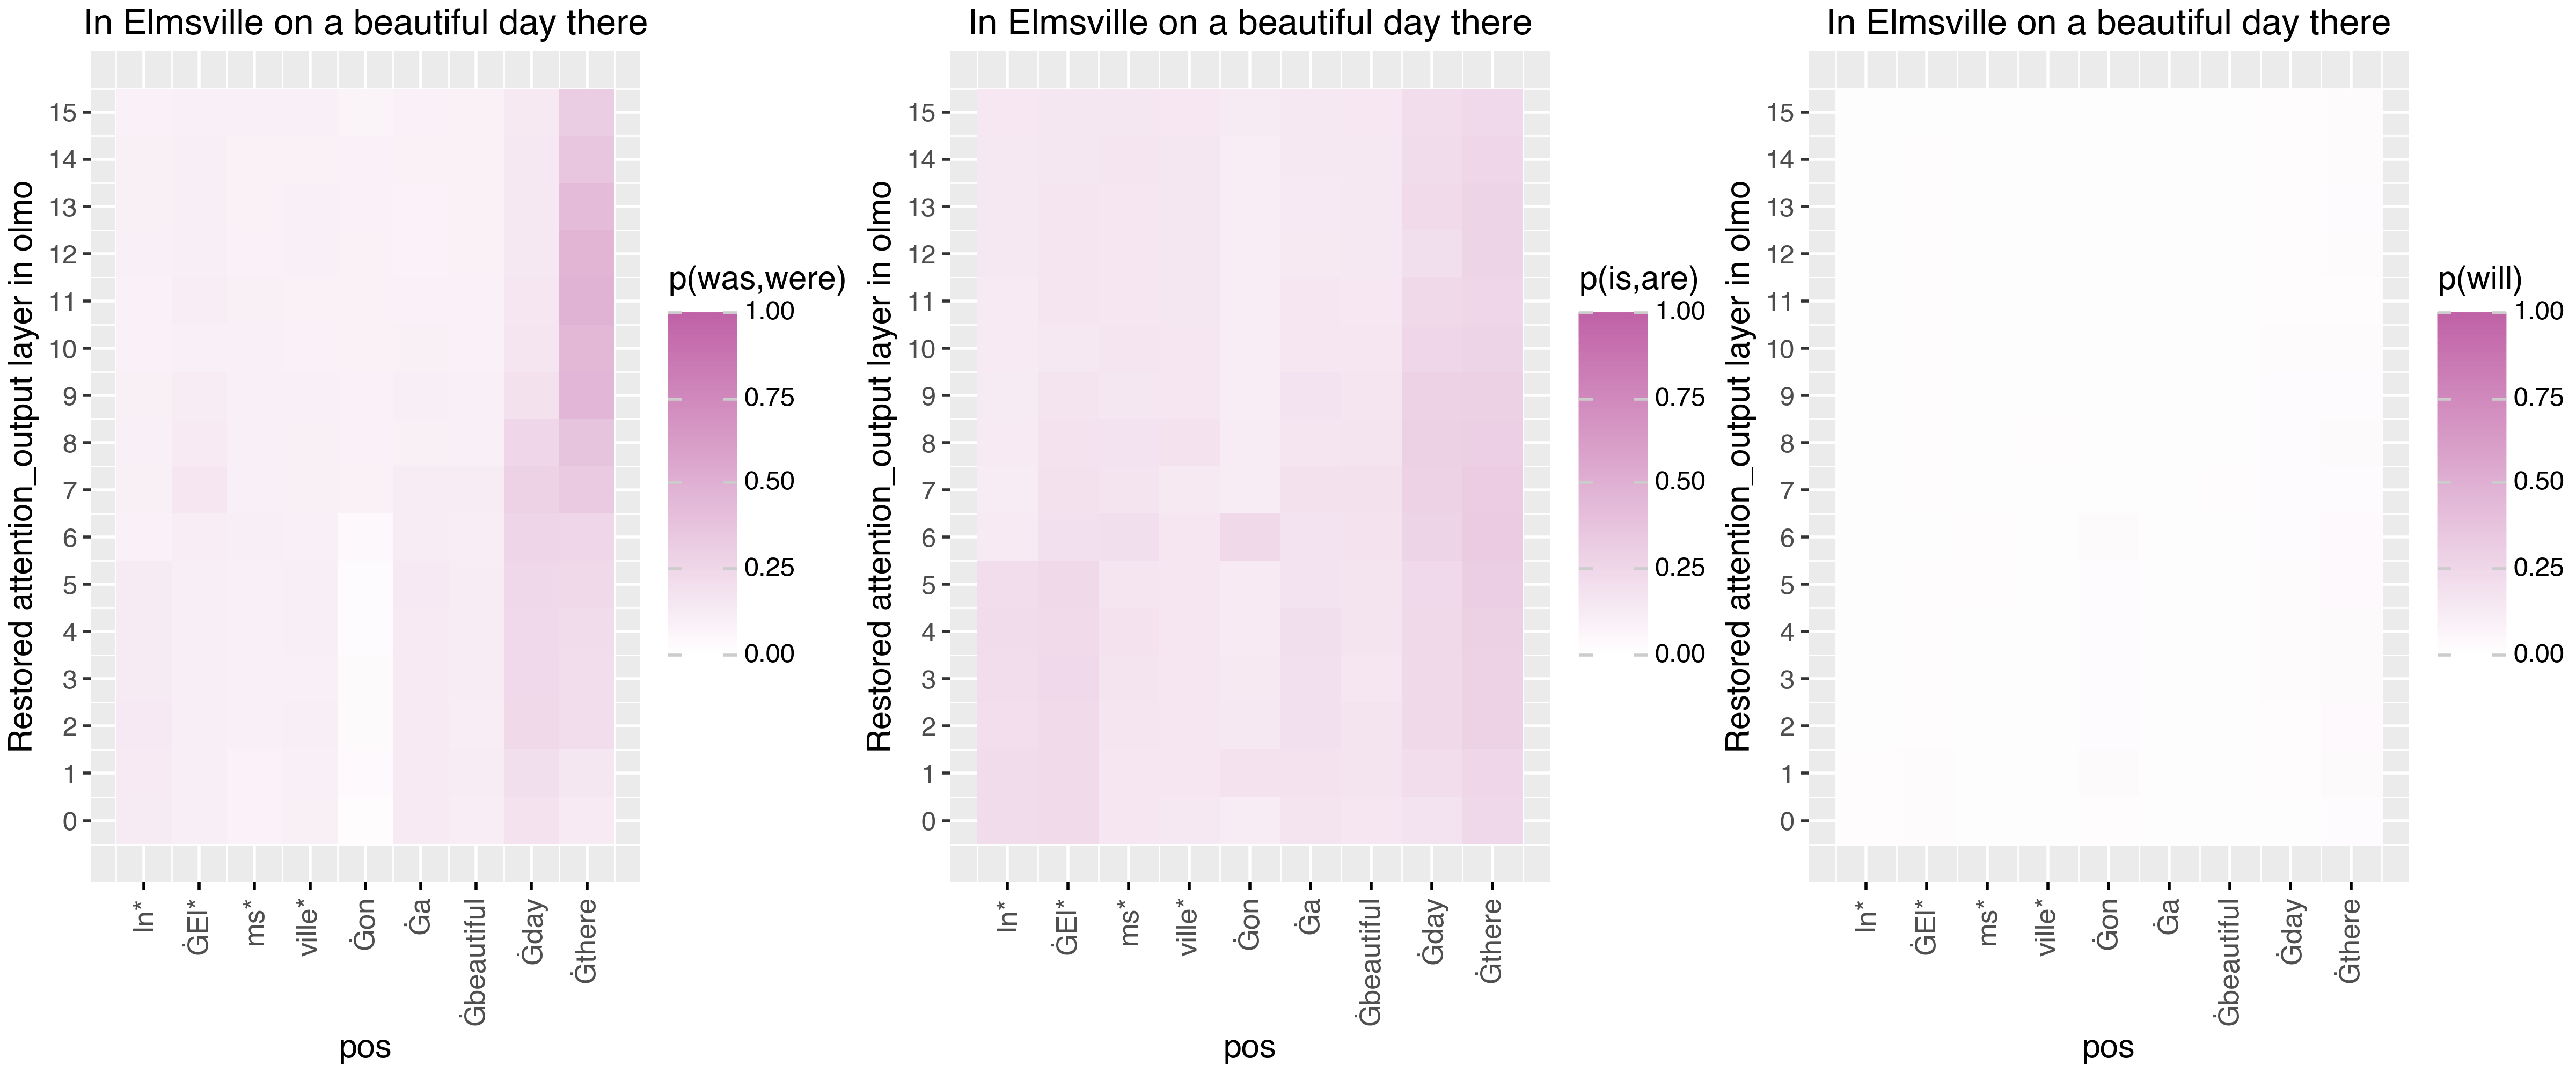 In Elmsville on a beautiful day there
Restored attention_output layer in olmo
15
14
13
12
11
10
9
8
7
6
5
4
3
2
1
0
In*
ĠEl*
ms*
ville*
Ġon
Ġa
Ġbeautiful
Ġday
Ġthere
pos
p(was,were)
1.00
0.75
0.50
0.25
0.00
In Elmsville on a beautiful day there
Restored attention_output layer in olmo
15
14
13
12
11
10
9
8
7
6
5
4
3
2
1
0
In*
ĠEl*
ms*
ville*
Ġon
Ġa
Ġbeautiful
Ġday
Ġthere
pos
p(is,are)
1.00
0.75
0.50
0.25
0.00
In Elmsville on a beautiful day there
Restored attention_output layer in olmo
15
14
13
12
11
10
9
8
7
6
5
4
3
2
1
0
In*
ĠEl*
ms*
ville*
Ġon
Ġa
Ġbeautiful
Ġday
Ġthere
pos
p(will)
1.00
0.75
0.50
0.25
0.00